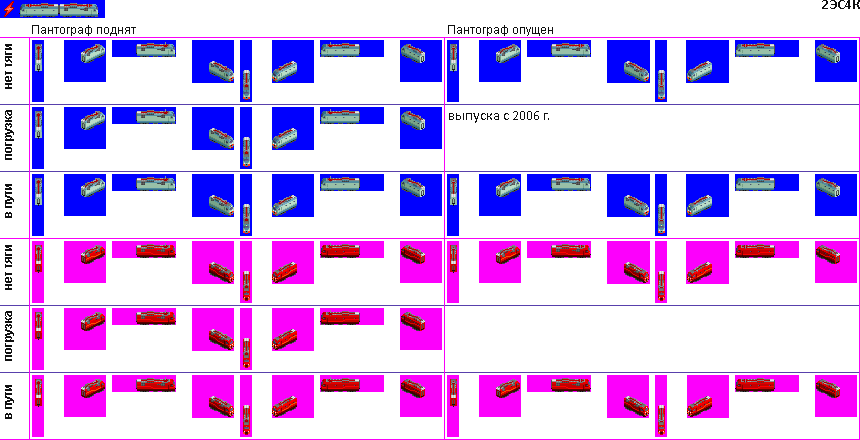 2ЭС4К
Пантограф поднят
Пантограф опущен
нет тяги
погрузка
выпуска с 2006 г.
в пути
нет тяги
погрузка
в пути